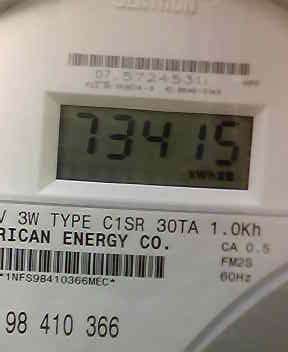 07.5724531
73415
V 3W TYPE C1SR 30TA 1.0Kh
RICAN ENERGY CO. CA 0.5
FM2S
*1NFS98410366MEC* 60Hz
98 410 366